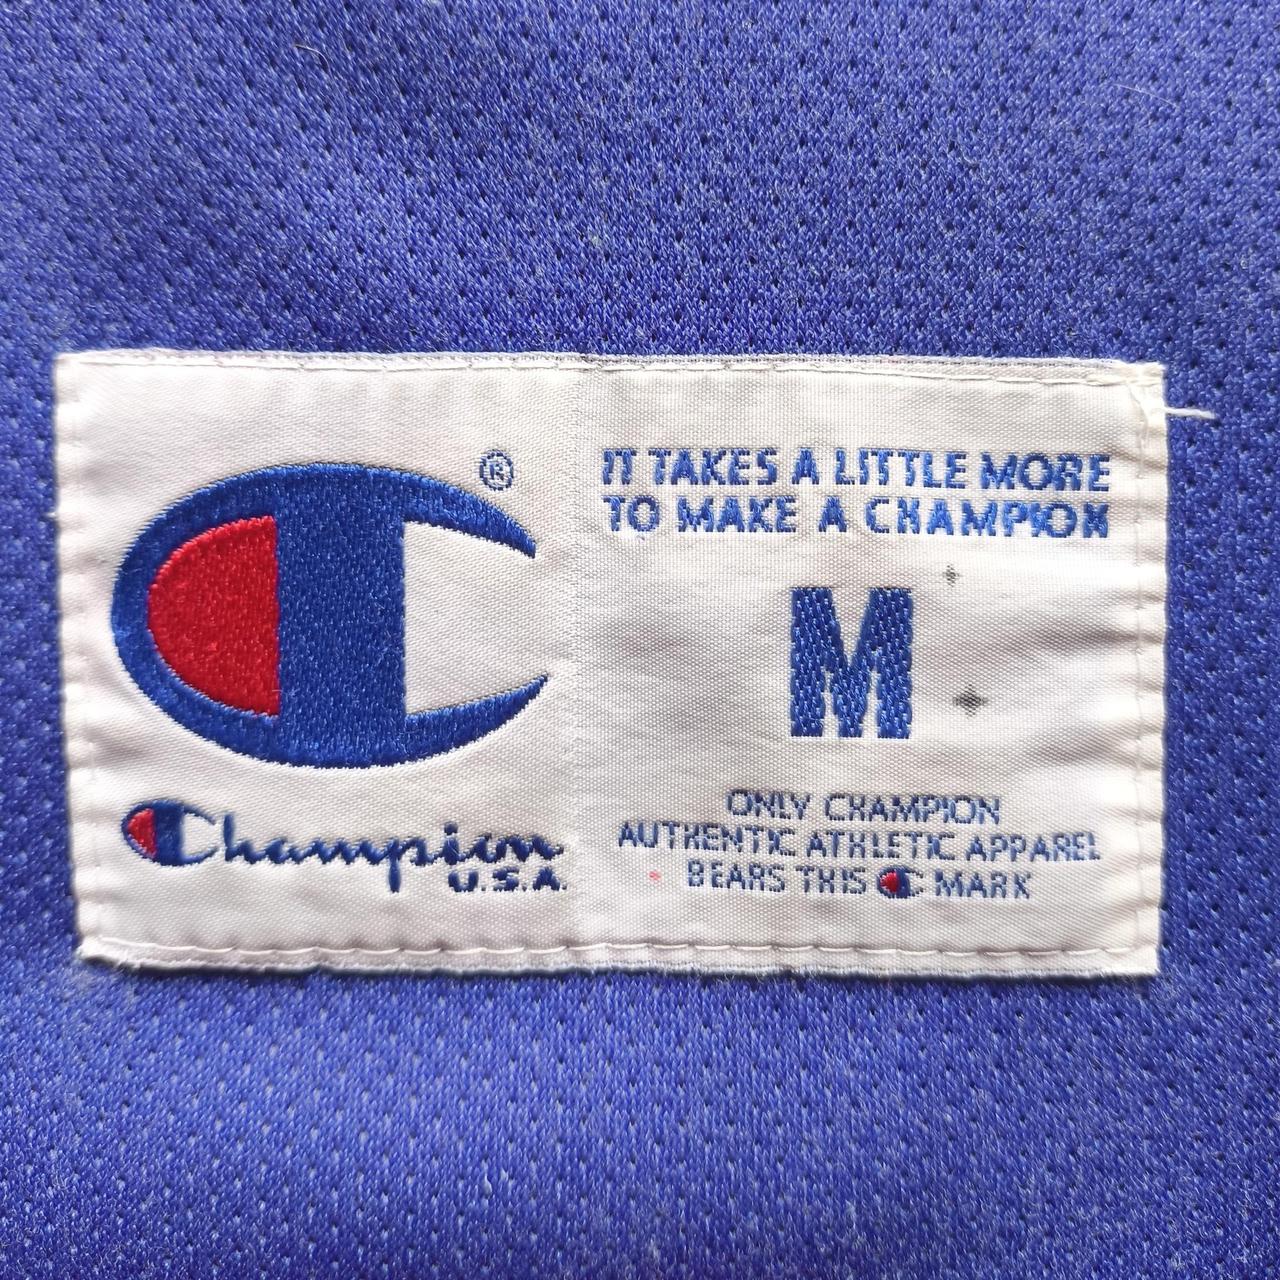 ®
Champion
U.S.A.
IT TAKES A LITTLE MORE
TO MAKE A CHAMPION
M
ONLY CHAMPION
AUTHENTIC ATHLETIC APPAREL
BEARS THIS C MARK